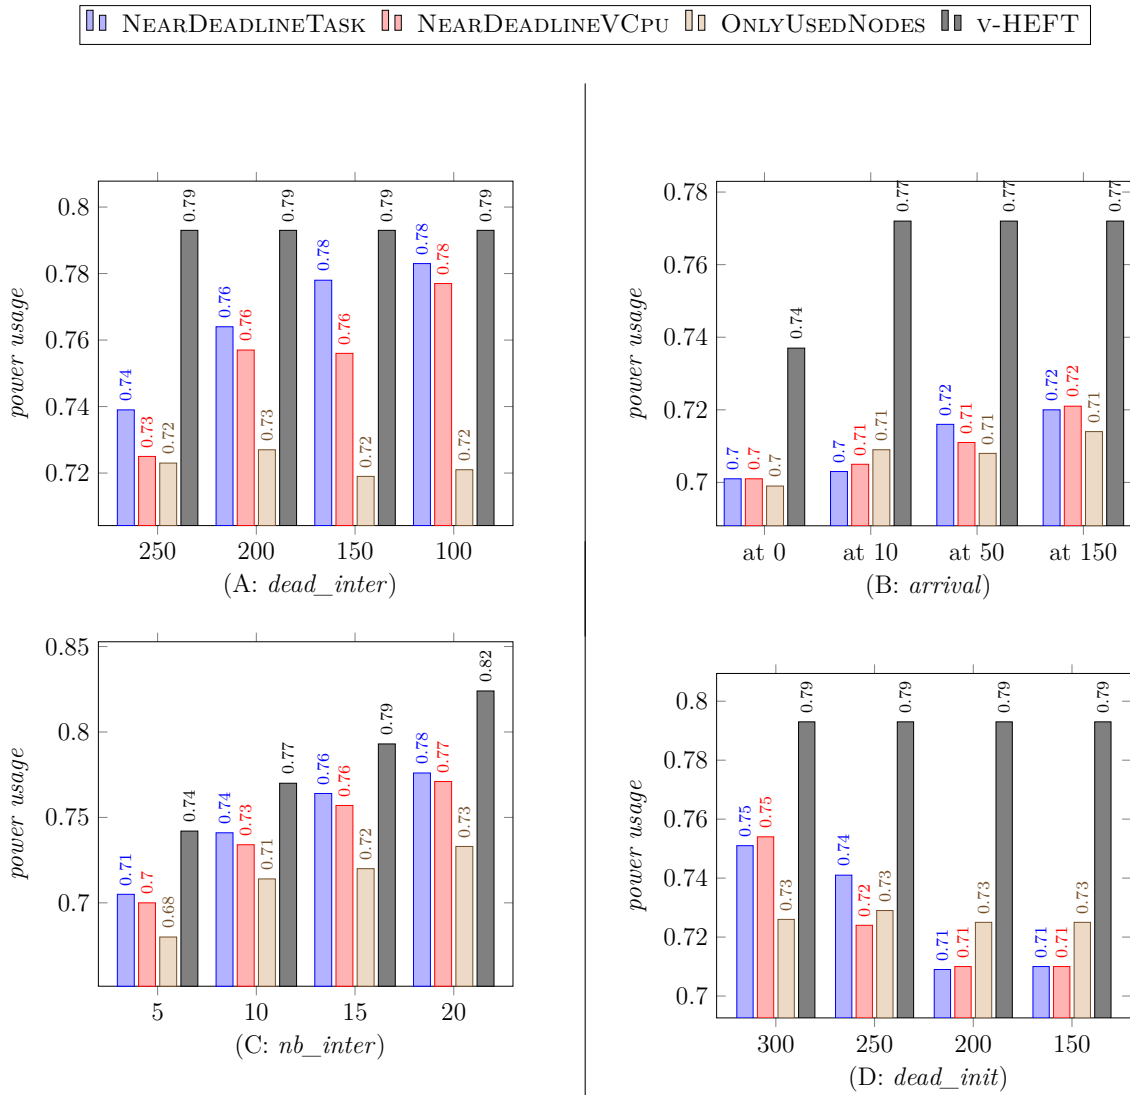 NEARDEADLINETASK NEARDEADLINEVCPU ONLYUSEDNODES V-HEFT
0.8
0.78
0.76
0.74
0.72
power usage
0.74 0.73 0.72 0.79
0.76 0.76 0.73 0.79
0.78 0.76 0.72 0.79
0.78 0.78 0.72 0.79
250 200 150 100
(A: dead_inter)
0.78
0.76
0.74
0.72
0.7
power usage
0.7 0.7 0.7 0.74
0.7 0.71 0.71 0.77
0.72 0.71 0.71 0.77
0.72 0.72 0.71 0.77
at 0 at 10 at 50 at 150
(B: arrival)
0.85
0.8
0.75
0.7
power usage
0.71 0.7 0.68 0.74
0.74 0.73 0.71 0.77
0.76 0.76 0.72 0.79
0.78 0.77 0.73 0.82
5 10 15 20
(C: nb_inter)
0.8
0.78
0.76
0.74
0.72
0.7
power usage
0.75 0.75 0.73 0.79
0.74 0.72 0.73 0.79
0.71 0.71 0.73 0.79
0.71 0.71 0.73 0.79
300 250 200 150
(D: dead_init)